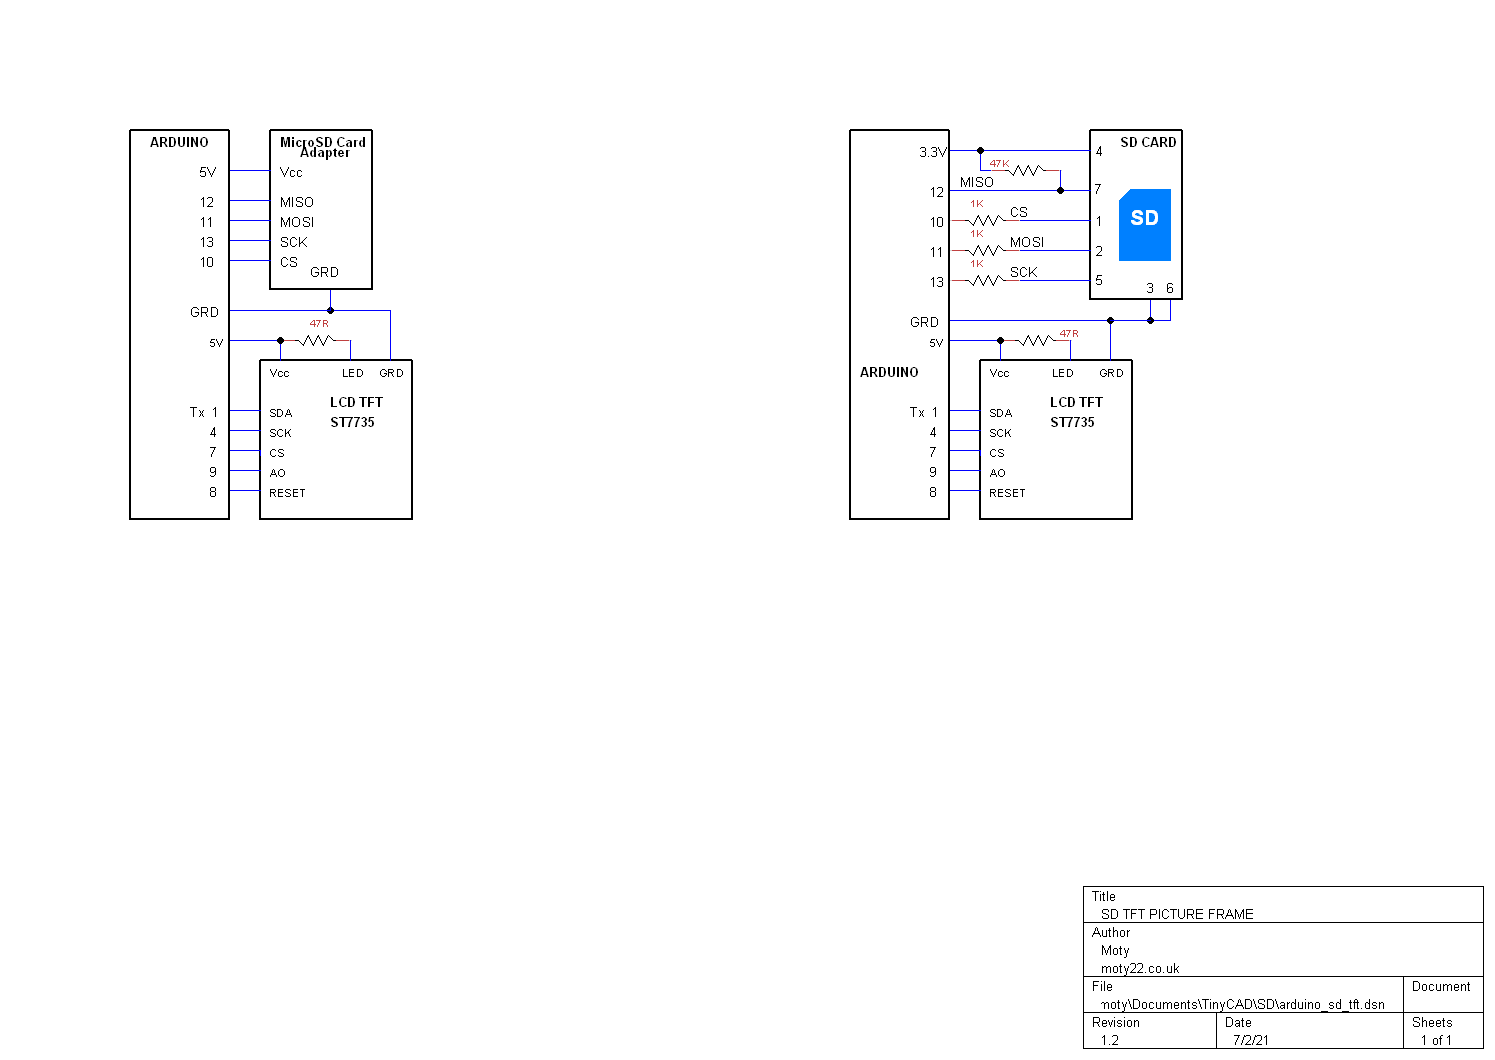 ARDUINO
MicroSD Card
Adapter
5V
Vcc
12
MISO
11
MOSI
13
SCK
10
CS
GRD
GRD
47R
5V
Vcc
LED
GRD
LCD TFT
ST7735
Tx 1
SDA
4
SCK
7
CS
9
AO
8
RESET
SD CARD
3.3V
4
47K
12
MISO
7
1K
10
CS
1
SD
1K
11
MOSI
2
1K
13
SCK
5
3 6
GRD
47R
5V
ARDUINO
Vcc
LED
GRD
LCD TFT
ST7735
Tx 1
SDA
4
SCK
7
CS
9
AO
8
RESET
Title
SD TFT PICTURE FRAME
Author
Moty
moty22.co.uk
File
Document
moty\Documents\TinyCAD\SD\arduino_sd_tft.dsn
Revision
Date
Sheets
1.2
7/2/21
1 of 1